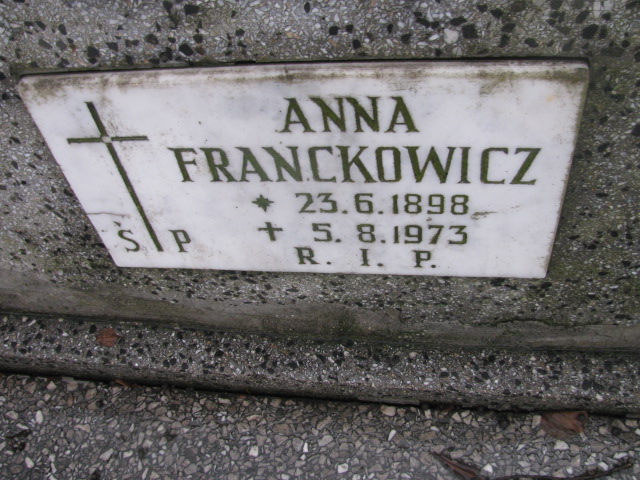 ANNA
FRANCKOWICZ
* 23.6.1898
+ 5.8.1973
Ś P
R. I. P.